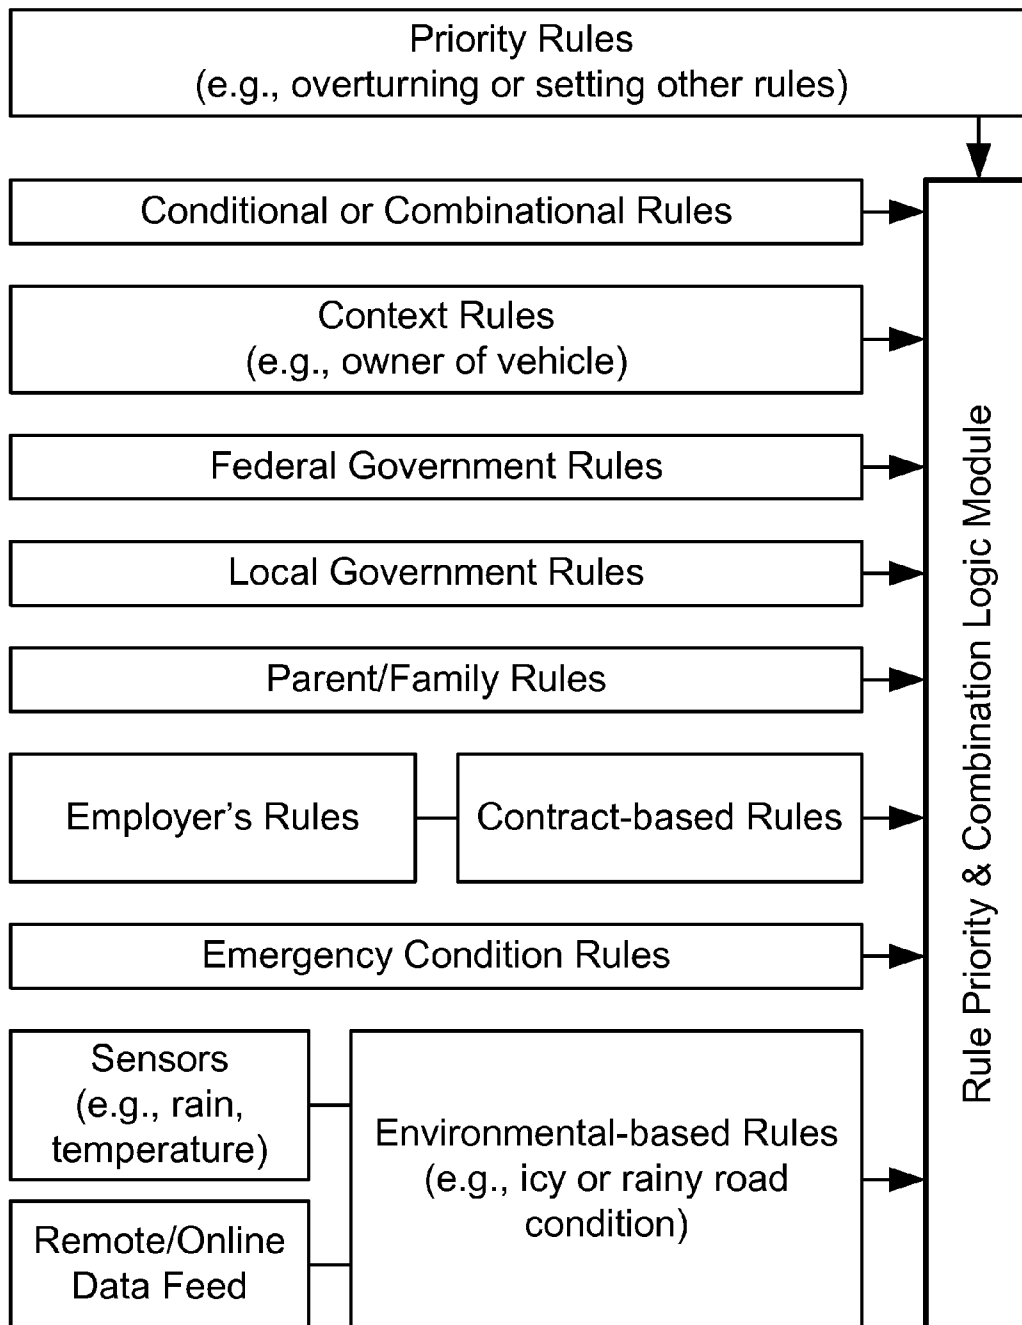 Priority Rules
(e.g., overturning or setting other rules)
Conditional or Combinational Rules
Context Rules
(e.g., owner of vehicle)
Federal Government Rules
Local Government Rules
Parent/Family Rules
Employer's Rules
Contract-based Rules
Emergency Condition Rules
Sensors
(e.g., rain,
temperature)
Environmental-based Rules
(e.g., icy or rainy road
condition)
Remote/Online
Data Feed
Rule Priority & Combination Logic Module